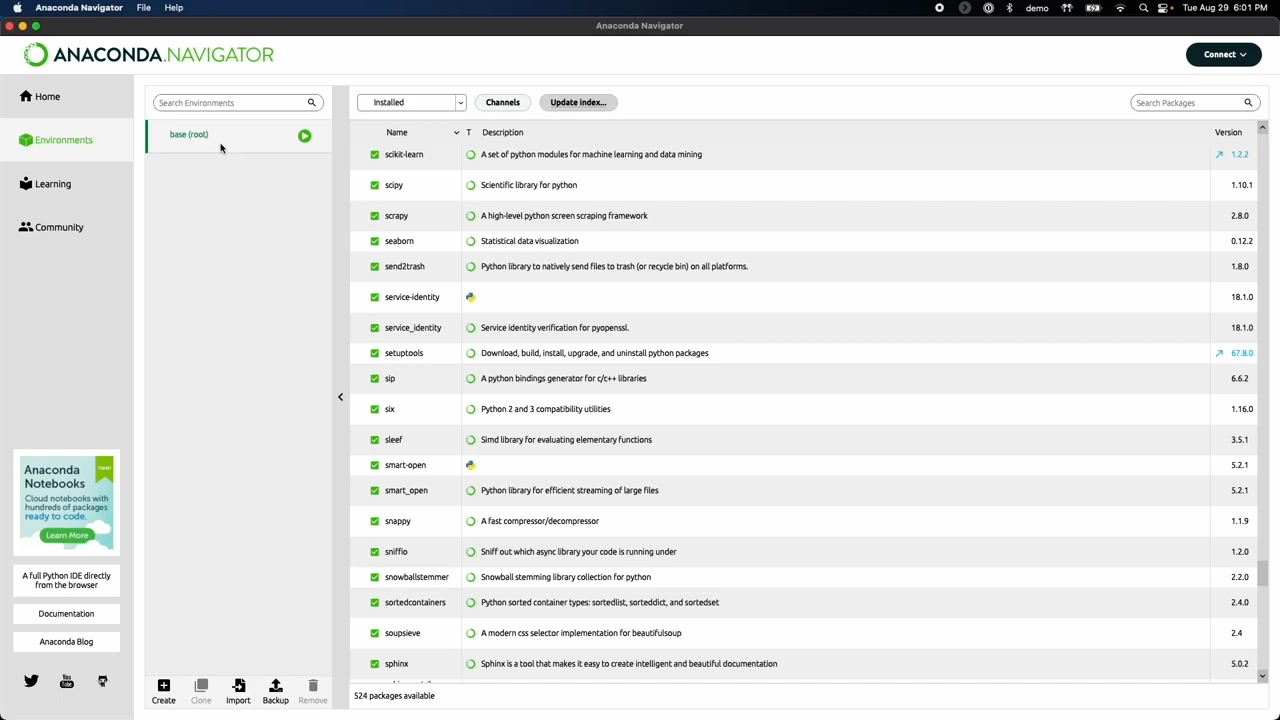 Anaconda Navigator File Help
demo Tue Aug 29 6:01 PM
Anaconda Navigator
ANACONDA.NAVIGATOR
Connect
Home
Environments
Learning
Community
Anaconda Notebooks
New!
Cloud notebooks with
hundreds of packages
ready to code.
Learn More
A full Python IDE directly
from the browser
Documentation
Anaconda Blog
You
Tube
Search Environments
base (root)
Create Clone Import Backup Remove
Installed Channels Update index... Search Packages
Name T Description Version
scikit-learn A set of python modules for machine learning and data mining 1.2.2
scipy Scientific library for python 1.10.1
scrapy A high-level python screen scraping framework 2.8.0
seaborn Statistical data visualization 0.12.2
send2trash Python library to natively send files to trash (or recycle bin) on all platforms. 1.8.0
service-identity 18.1.0
service_identity Service identity verification for pyopenssl. 18.1.0
setuptools Download, build, install, upgrade, and uninstall python packages 67.8.0
sip A python bindings generator for c/c++ libraries 6.6.2
six Python 2 and 3 compatibility utilities 1.16.0
sleef Simd library for evaluating elementary functions 3.5.1
smart-open 5.2.1
smart_open Python library for efficient streaming of large files 5.2.1
snappy A fast compressor/decompressor 1.1.9
sniffio Sniff out which async library your code is running under 1.2.0
snowballstemmer Snowball stemming library collection for python 2.2.0
sortedcontainers Python sorted container types: sortedlist, sorteddict, and sortedset 2.4.0
soupsieve A modern css selector implementation for beautifulsoup 2.4
sphinx Sphinx is a tool that makes it easy to create intelligent and beautiful documentation 5.0.2
524 packages available